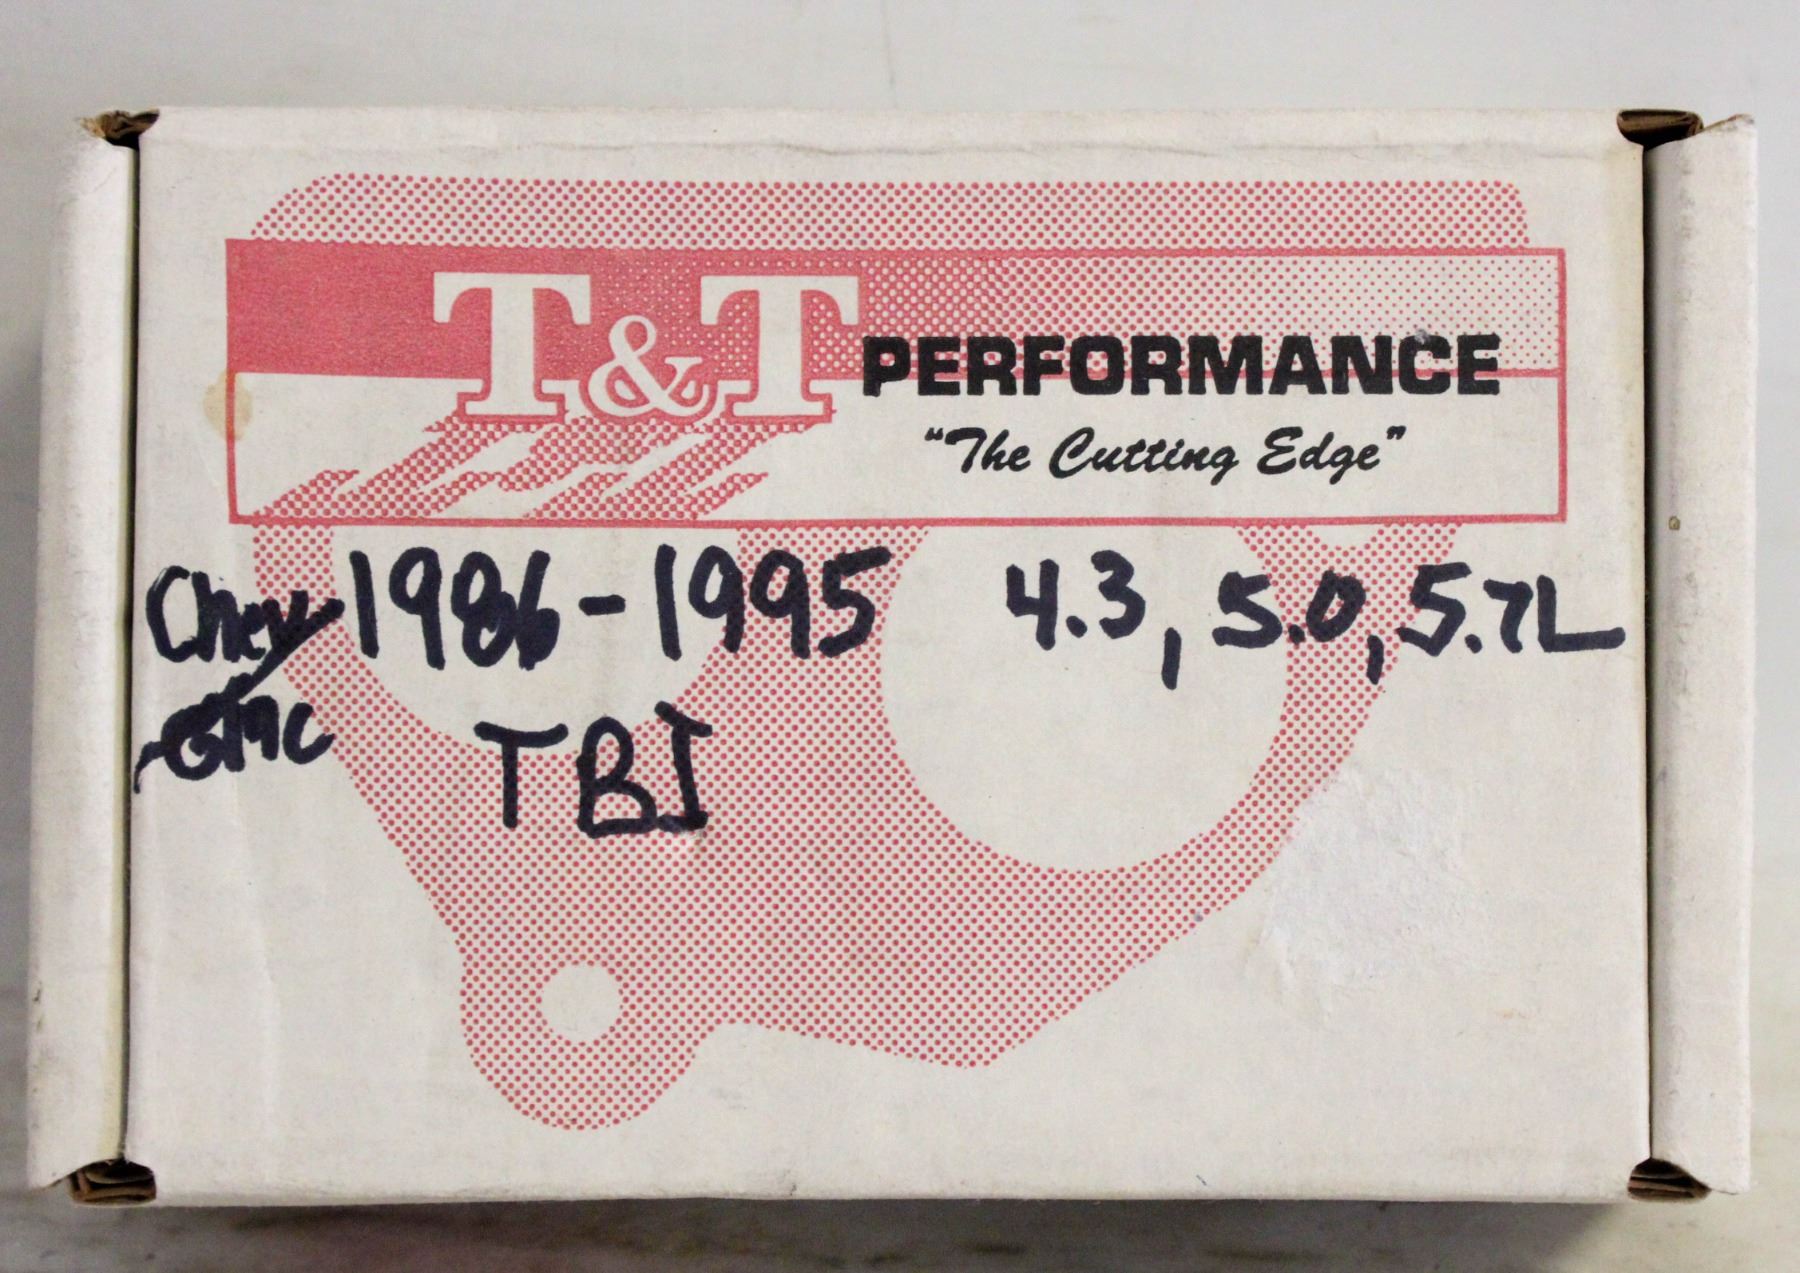 T&T PERFORMANCE
"The Cutting Edge"
Chevy 1986-1995 4.3, 5.0, 5.7L
GMC TBI